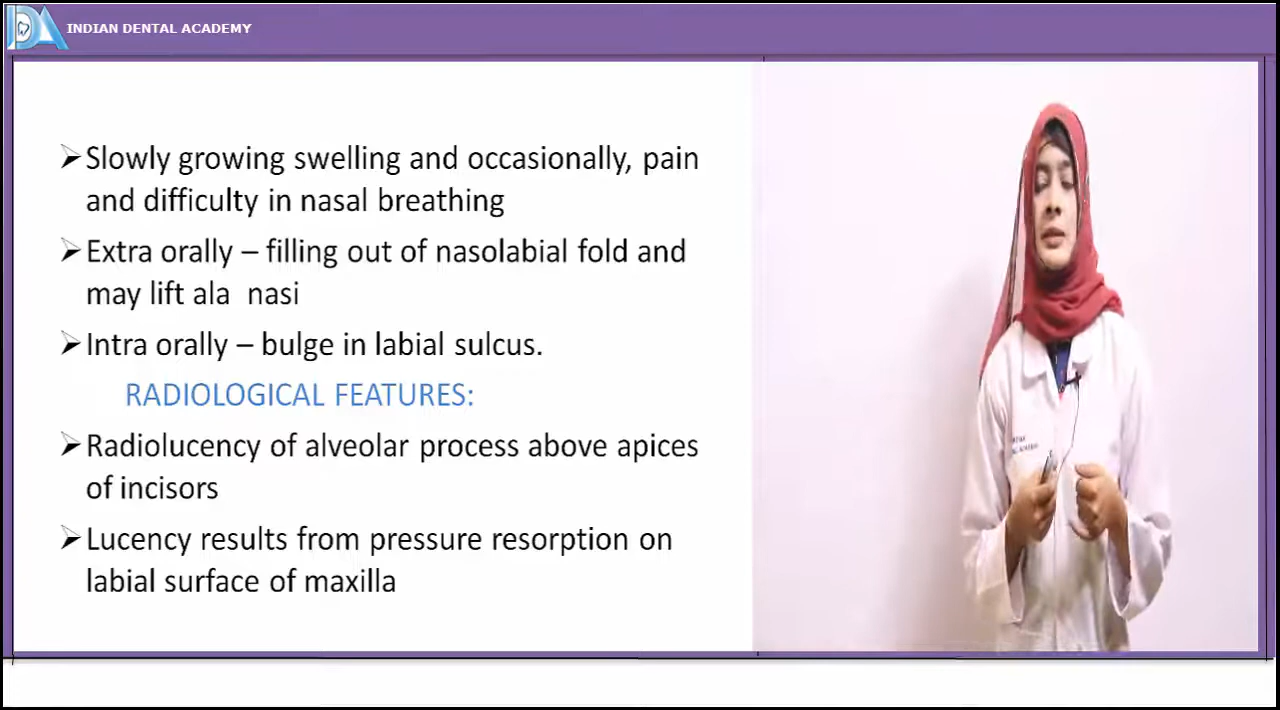 INDIAN DENTAL ACADEMY
➢Slowly growing swelling and occasionally, pain
and difficulty in nasal breathing
➢Extra orally – filling out of nasolabial fold and
may lift ala  nasi
➢Intra orally – bulge in labial sulcus.
RADIOLOGICAL FEATURES:
➢Radiolucency of alveolar process above apices
of incisors
➢Lucency results from pressure resorption on
labial surface of maxilla